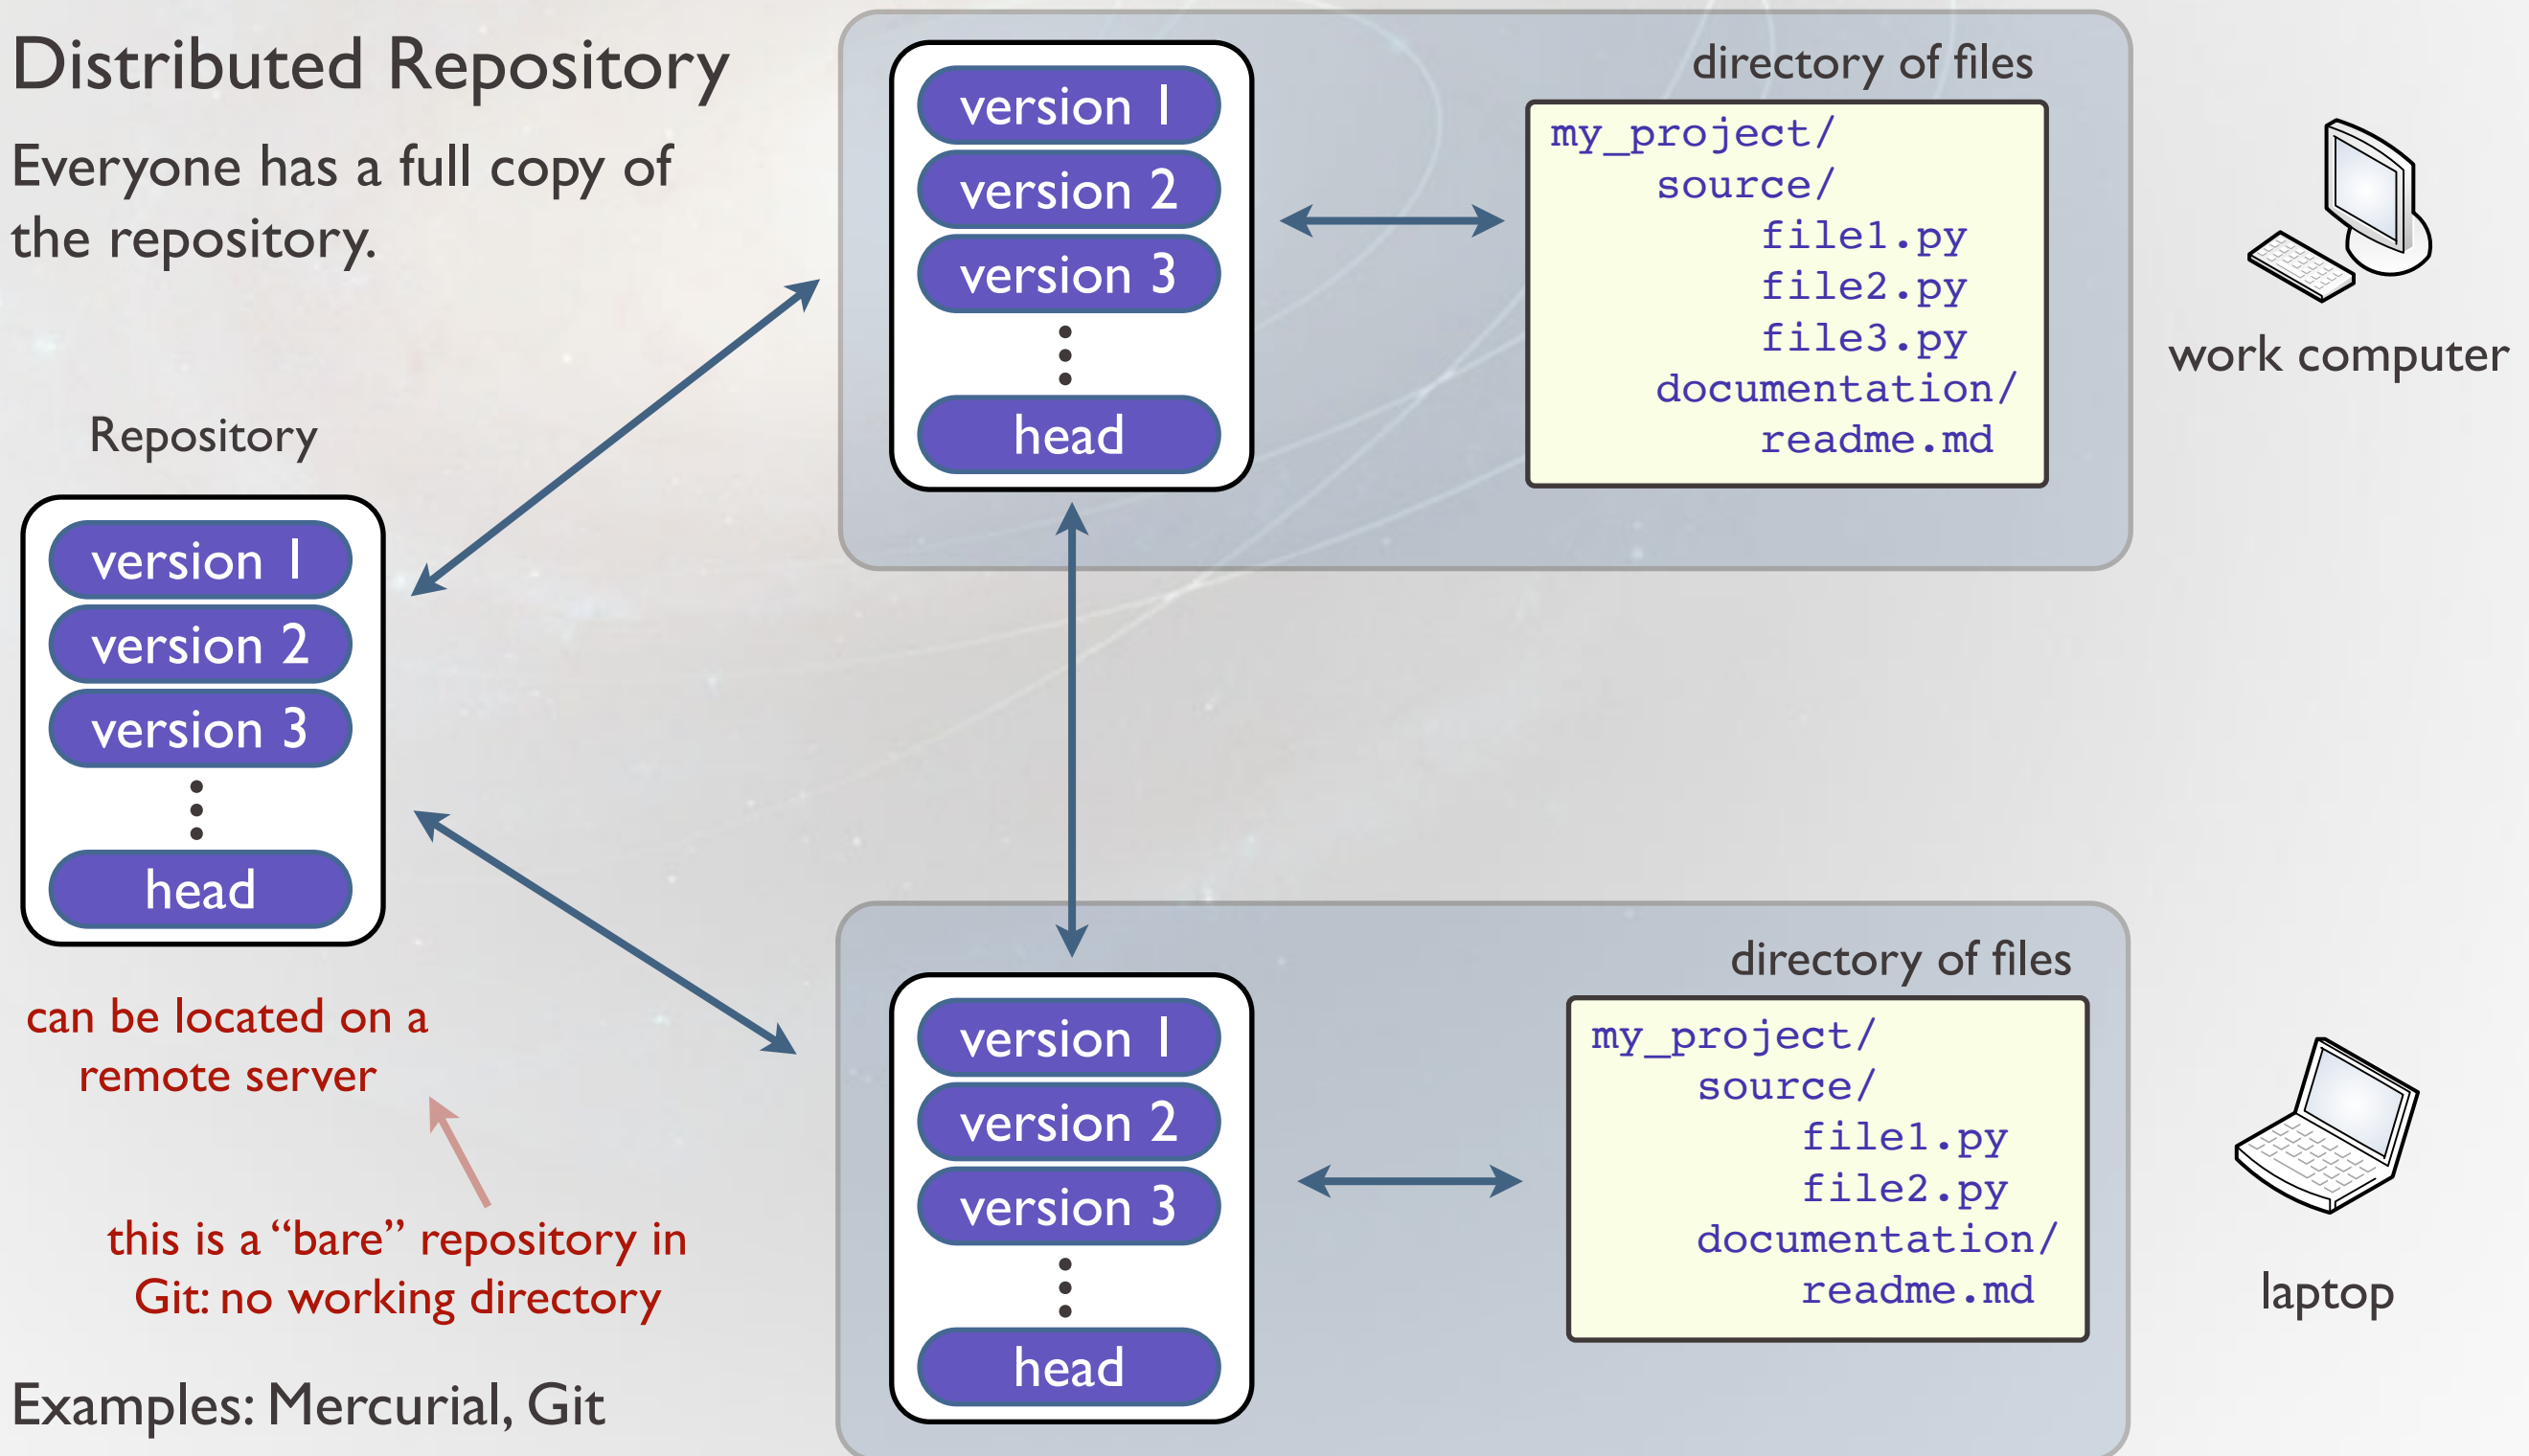 Distributed Repository
Everyone has a full copy of
the repository.
Repository
version 1
version 2
version 3
head
can be located on a
remote server
this is a “bare” repository in
Git: no working directory
Examples: Mercurial, Git
version 1
version 2
version 3
head
directory of files
my_project/
source/
file1.py
file2.py
file3.py
documentation/
readme.md
work computer
version 1
version 2
version 3
head
directory of files
my_project/
source/
file1.py
file2.py
documentation/
readme.md
laptop